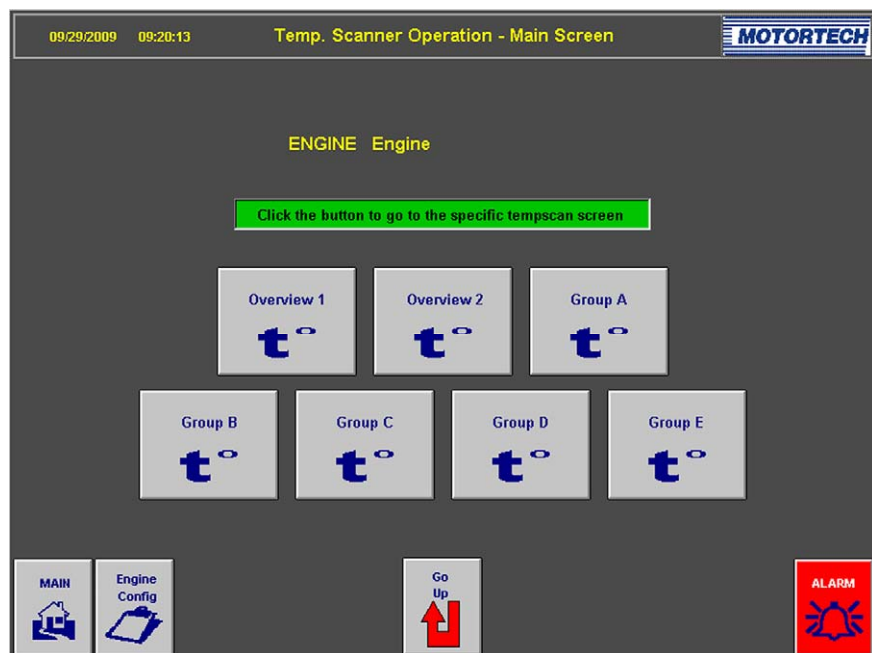 09/29/2009 09:20:13 Temp. Scanner Operation - Main Screen MOTORTECH
ENGINE Engine
Click the button to go to the specific tempscan screen
Overview 1 Overview 2 Group A
t° t° t°
Group B Group C Group D Group E
t° t° t° t°
MAIN Engine Config Go Up ALARM